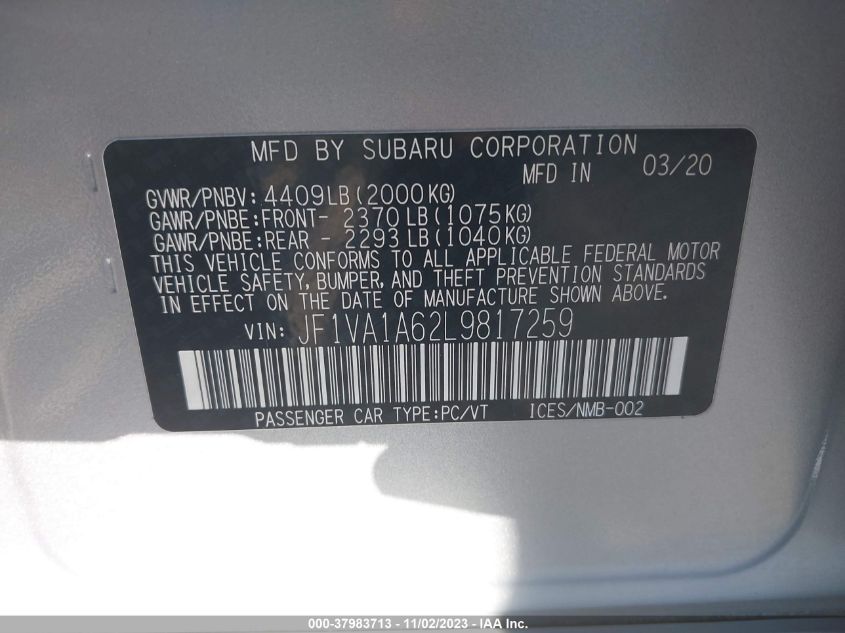 MFD BY SUBARU CORPORATION
MFD IN 03/20
GVWR/PNBV: 4409LB(2000KG)
GAWR/PNBE:FRONT- 2370LB(1075KG)
GAWR/PNBE:REAR - 2293LB(1040KG)
THIS VEHICLE CONFORMS TO ALL APPLICABLE FEDERAL MOTOR
VEHICLE SAFETY, BUMPER, AND THEFT PREVENTION STANDARDS
IN EFFECT ON THE DATE OF MANUFACTURE SHOWN ABOVE.
VIN: JF1VA1A62L9817259
PASSENGER CAR TYPE:PC/VT ICES/NMB-002
000-37983713 - 11/02/2023 - IAA Inc.